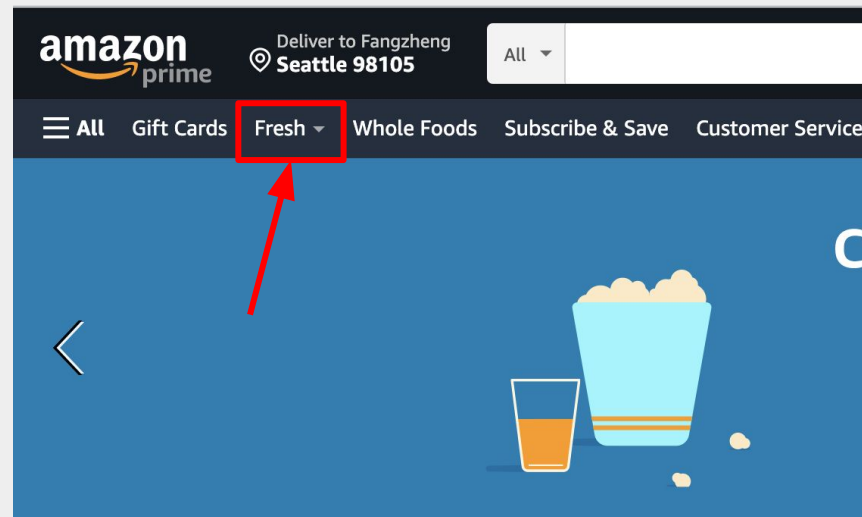 amazon
prime
Deliver to Fangzheng
Seattle 98105
All
All Gift Cards Fresh Whole Foods Subscribe & Save Customer Service
C